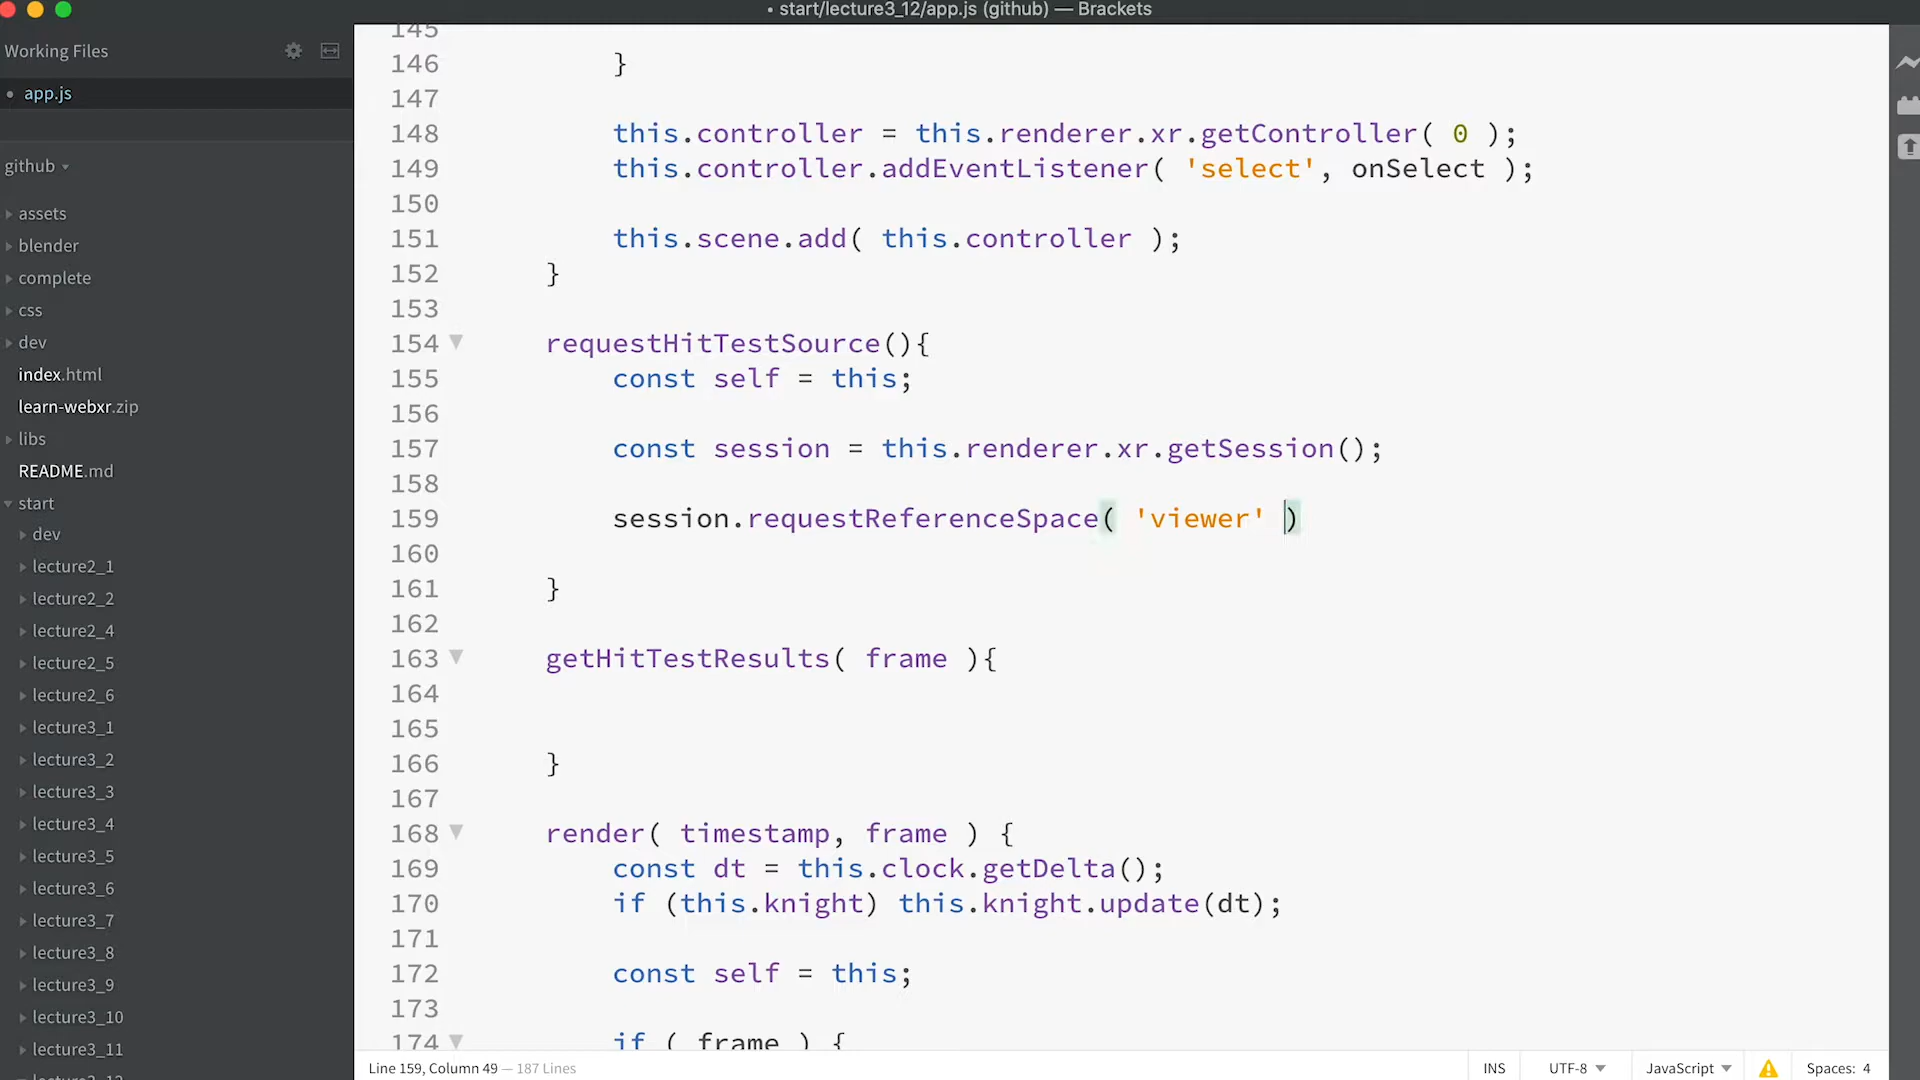 • start/lecture3_12/app.js (github) — Brackets
Working Files
• app.js
github
assets
blender
complete
css
dev
index.html
learn-webxr.zip
libs
README.md
start
dev
lecture2_1
lecture2_2
lecture2_4
lecture2_5
lecture2_6
lecture3_1
lecture3_2
lecture3_3
lecture3_4
lecture3_5
lecture3_6
lecture3_7
lecture3_8
lecture3_9
lecture3_10
lecture3_11
145
146 }
147
148 this.controller = this.renderer.xr.getController( 0 );
149 this.controller.addEventListener( 'select', onSelect );
150
151 this.scene.add( this.controller );
152 }
153
154 requestHitTestSource(){
155 const self = this;
156
157 const session = this.renderer.xr.getSession();
158
159 session.requestReferenceSpace( 'viewer' )
160
161 }
162
163 getHitTestResults( frame ){
164
165
166 }
167
168 render( timestamp, frame ) {
169 const dt = this.clock.getDelta();
170 if (this.knight) this.knight.update(dt);
171
172 const self = this;
173
174 if ( frame ) {
Line 159, Column 49 — 187 Lines
INS
UTF-8
JavaScript
Spaces: 4